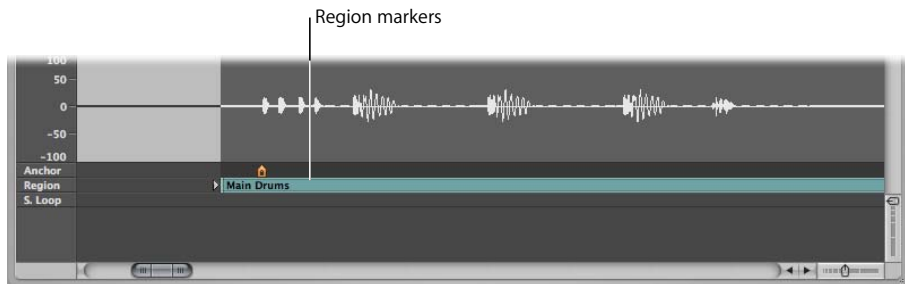 Region markers
100
50
0
-50
-100
Anchor
Region
Main Drums
S. Loop